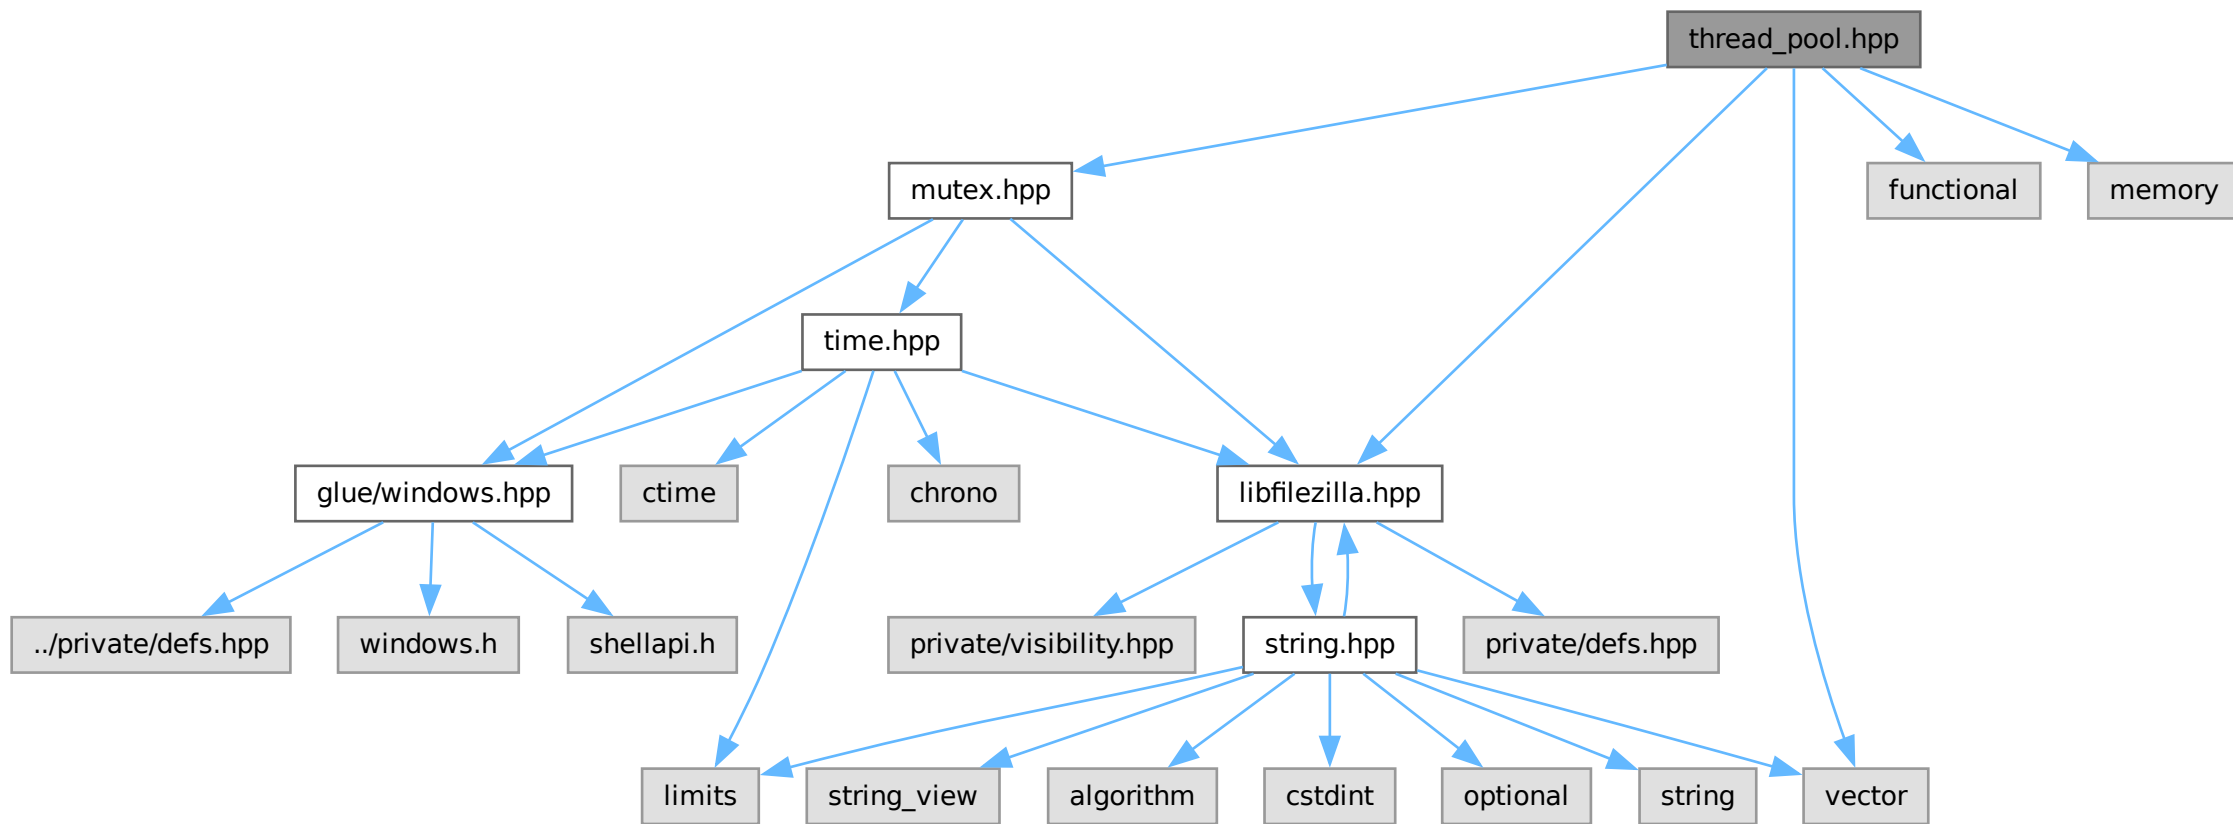 thread_pool.hpp
mutex.hpp
functional
memory
time.hpp
glue/windows.hpp
ctime
chrono
libfilezilla.hpp
../private/defs.hpp
windows.h
shellapi.h
private/visibility.hpp
string.hpp
private/defs.hpp
limits
string_view
algorithm
cstdint
optional
string
vector